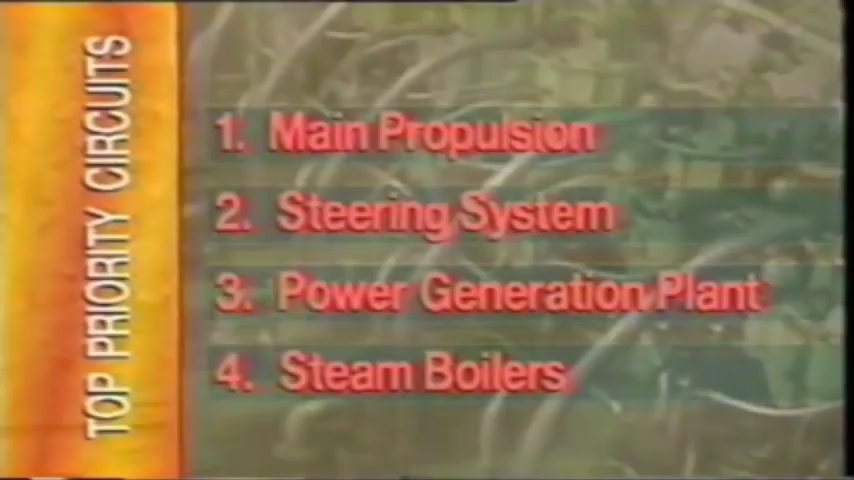 TOP PRIORITY CIRCUITS
1. Main Propulsion
2. Steering System
3. Power Generation Plant
4. Steam Boilers